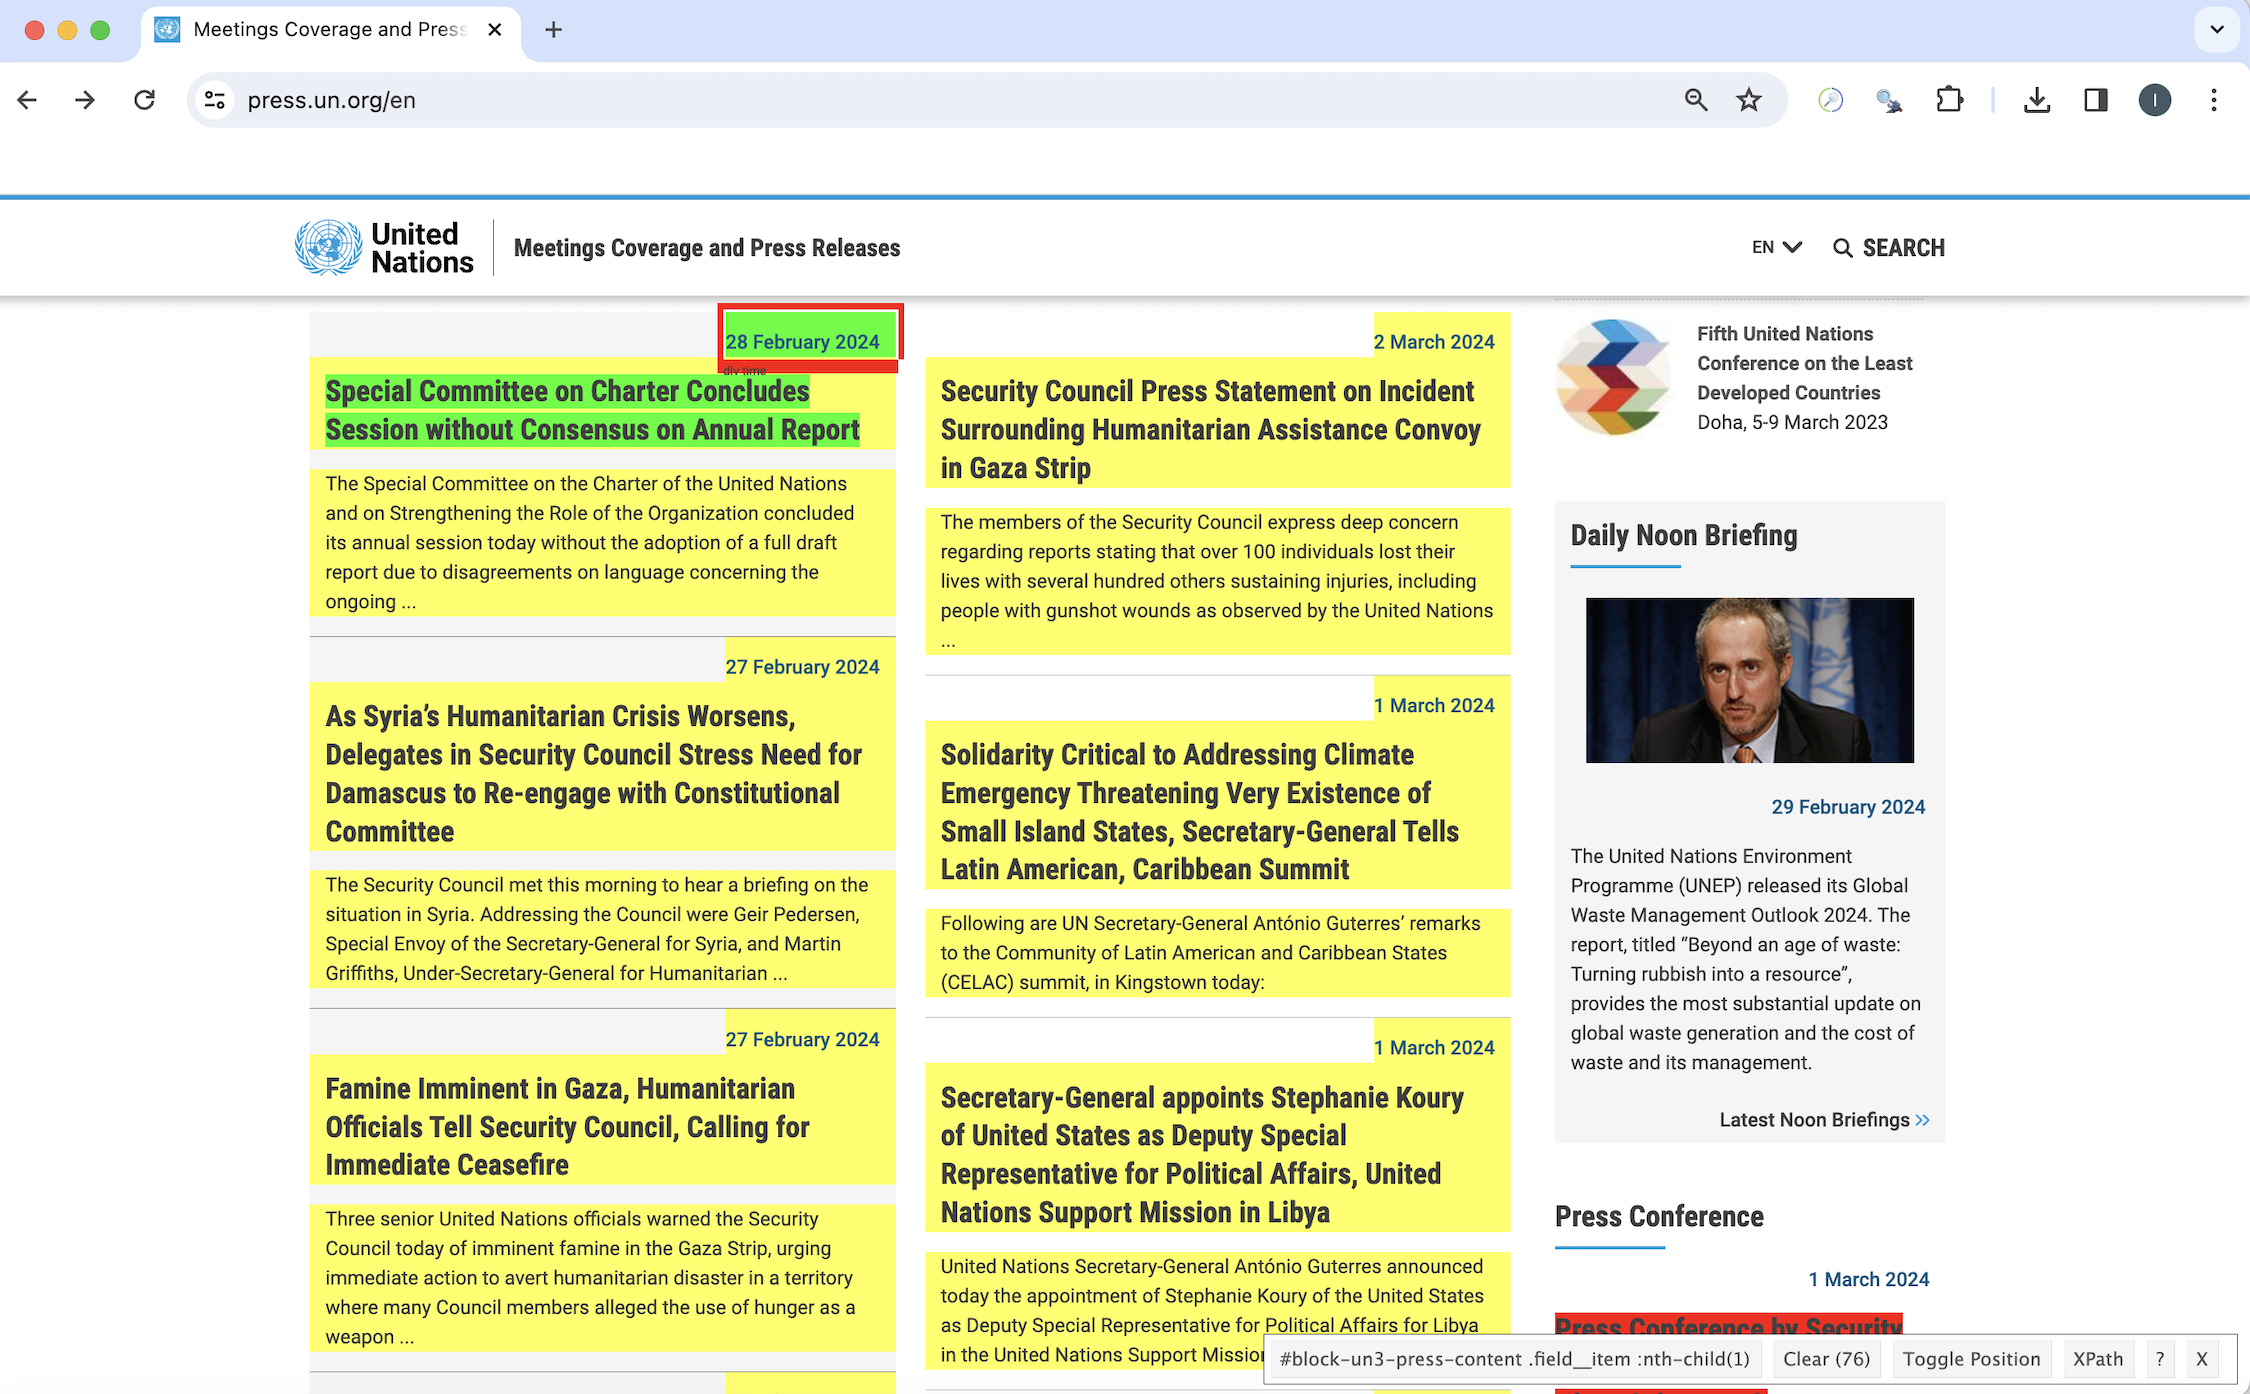 Meetings Coverage and Press
press.un.org/en
I
United
Nations
Meetings Coverage and Press Releases
EN
SEARCH
28 February 2024
div time
Special Committee on Charter Concludes
Session without Consensus on Annual Report
The Special Committee on the Charter of the United Nations
and on Strengthening the Role of the Organization concluded
its annual session today without the adoption of a full draft
report due to disagreements on language concerning the
ongoing ...
27 February 2024
As Syria’s Humanitarian Crisis Worsens,
Delegates in Security Council Stress Need for
Damascus to Re-engage with Constitutional
Committee
The Security Council met this morning to hear a briefing on the
situation in Syria. Addressing the Council were Geir Pedersen,
Special Envoy of the Secretary-General for Syria, and Martin
Griffiths, Under-Secretary-General for Humanitarian ...
27 February 2024
Famine Imminent in Gaza, Humanitarian
Officials Tell Security Council, Calling for
Immediate Ceasefire
Three senior United Nations officials warned the Security
Council today of imminent famine in the Gaza Strip, urging
immediate action to avert humanitarian disaster in a territory
where many Council members alleged the use of hunger as a
weapon ...
2 March 2024
Security Council Press Statement on Incident
Surrounding Humanitarian Assistance Convoy
in Gaza Strip
The members of the Security Council express deep concern
regarding reports stating that over 100 individuals lost their
lives with several hundred others sustaining injuries, including
people with gunshot wounds as observed by the United Nations
...
1 March 2024
Solidarity Critical to Addressing Climate
Emergency Threatening Very Existence of
Small Island States, Secretary-General Tells
Latin American, Caribbean Summit
Following are UN Secretary-General António Guterres’ remarks
to the Community of Latin American and Caribbean States
(CELAC) summit, in Kingstown today:
1 March 2024
Secretary-General appoints Stephanie Koury
of United States as Deputy Special
Representative for Political Affairs, United
Nations Support Mission in Libya
United Nations Secretary-General António Guterres announced
today the appointment of Stephanie Koury of the United States
as Deputy Special Representative for Political Affairs for Libya
in the United Nations Support Mission
Fifth United Nations
Conference on the Least
Developed Countries
Doha, 5-9 March 2023
Daily Noon Briefing
29 February 2024
The United Nations Environment
Programme (UNEP) released its Global
Waste Management Outlook 2024. The
report, titled “Beyond an age of waste:
Turning rubbish into a resource”,
provides the most substantial update on
global waste generation and the cost of
waste and its management.
Latest Noon Briefings
Press Conference
1 March 2024
Press Conference by Security
#block-un3-press-content .field__item :nth-child(1)
Clear (76)
Toggle Position
XPath
?
X